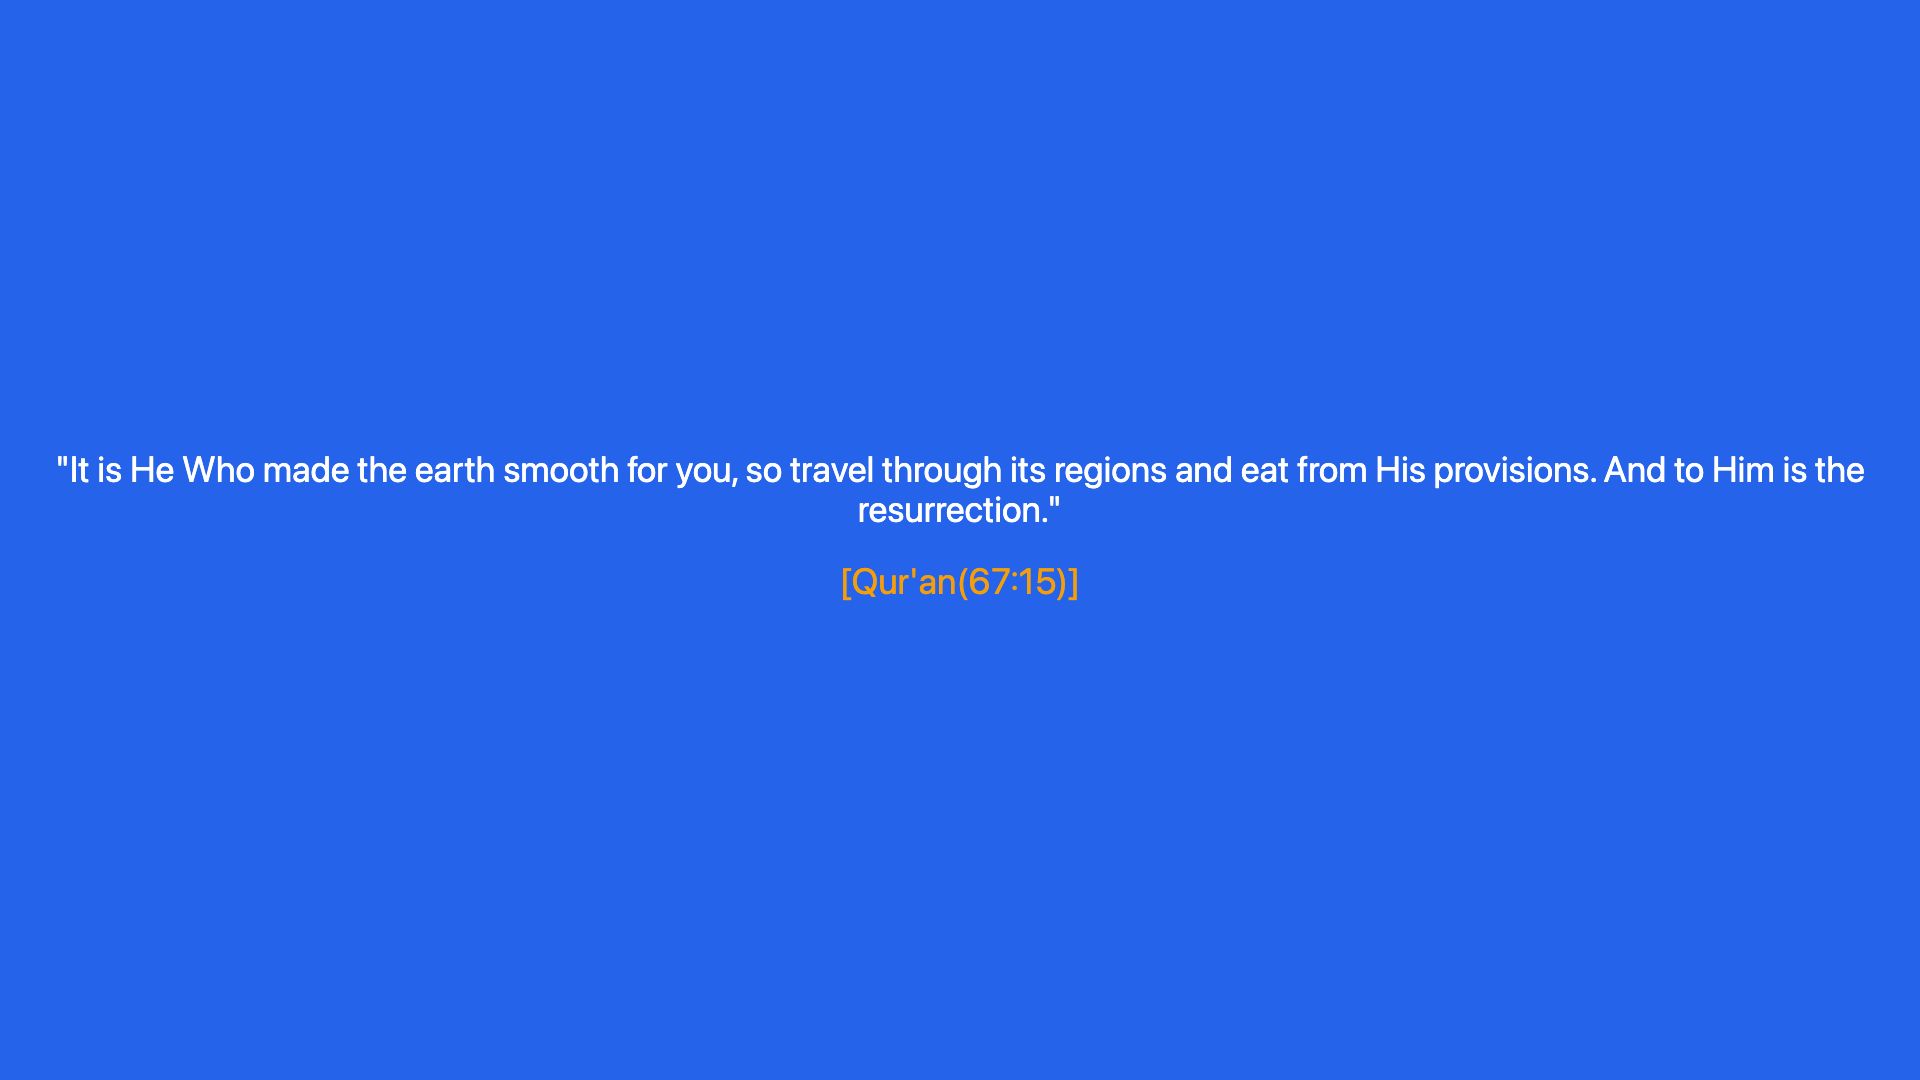 "It is He Who made the earth smooth for you, so travel through its regions and eat from His provisions. And to Him is the
resurrection."
[Qur'an(67:15)]